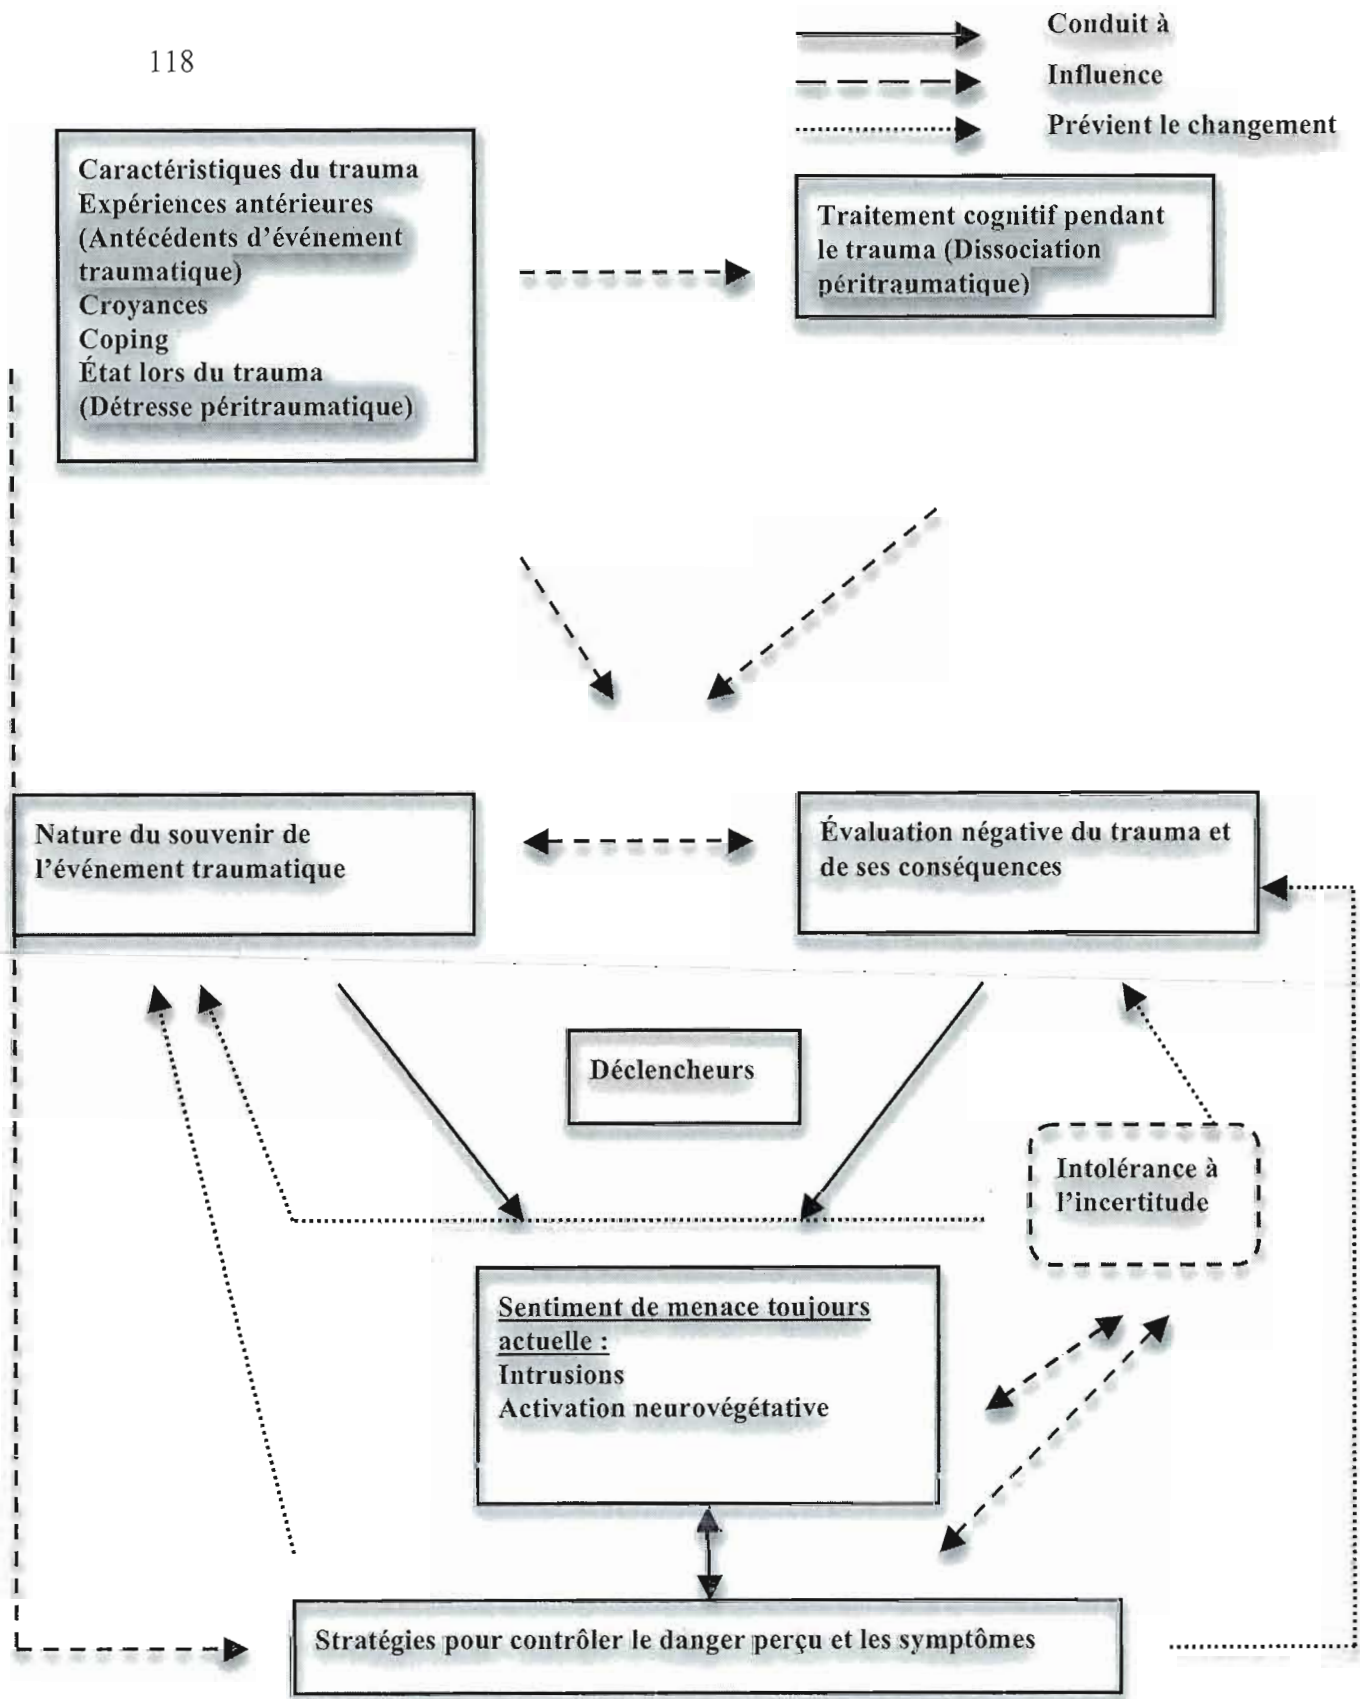 118
Conduit à
Influence
Prévient le changement
Caractéristiques du trauma
Expériences antérieures
(Antécédents d'événement
traumatique)
Croyances
Coping
État lors du trauma
(Détresse péritraumatique)
Traitement cognitif pendant
le trauma (Dissociation
péritraumatique)
Nature du souvenir de
l'événement traumatique
Évaluation négative du trauma et
de ses conséquences
Déclencheurs
Intolérance à
l'incertitude
Sentiment de menace toujours
actuelle :
Intrusions
Activation neurovégétative
Stratégies pour contrôler le danger perçu et les symptômes